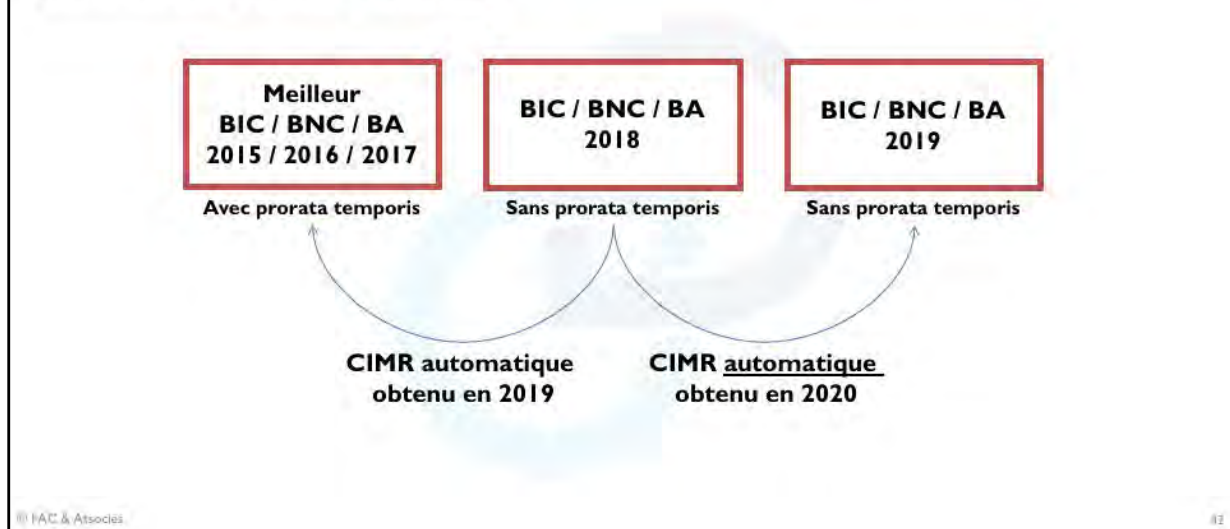 Meilleur
BIC / BNC / BA
2015 / 2016 / 2017
BIC / BNC / BA
2018
BIC / BNC / BA
2019
Avec prorata temporis
Sans prorata temporis
Sans prorata temporis
CIMR automatique
obtenu en 2019
CIMR automatique
obtenu en 2020
© FAC & Associes